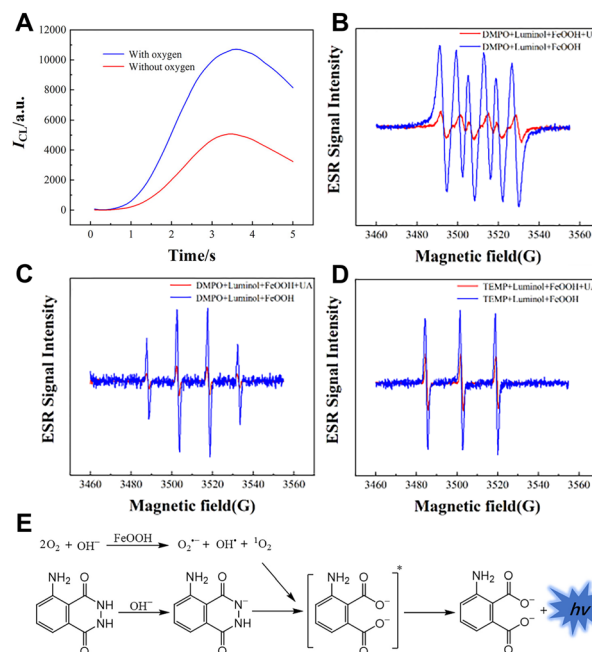 A
With oxygen
Without oxygen
I_CL/a.u.
12000
10000
8000
6000
4000
2000
0
0 1 2 3 4 5
Time/s
B
DMPO+Luminol+FeOOH+U
DMPO+Luminol+FeOOH
ESR Signal Intensity
3460 3480 3500 3520 3540 3560
Magnetic field(G)
C
DMPO+Luminol+FeOOH+UA
DMPO+Luminol+FeOOH
ESR Signal Intensity
3460 3480 3500 3520 3540 3560
Magnetic field(G)
D
TEMP+Luminol+FeOOH+UA
TEMP+Luminol+FeOOH
ESR Signal Intensity
3460 3480 3500 3520 3540 3560
Magnetic field(G)
E
2O₂ + OH⁻ FeOOH O₂•⁻ + OH• + ¹O₂
NH₂ O NH NH O
OH⁻
NH₂ O N⁻ NH O
NH₂ O O⁻ O⁻ O *
NH₂ O O⁻ O⁻ O
+ hv